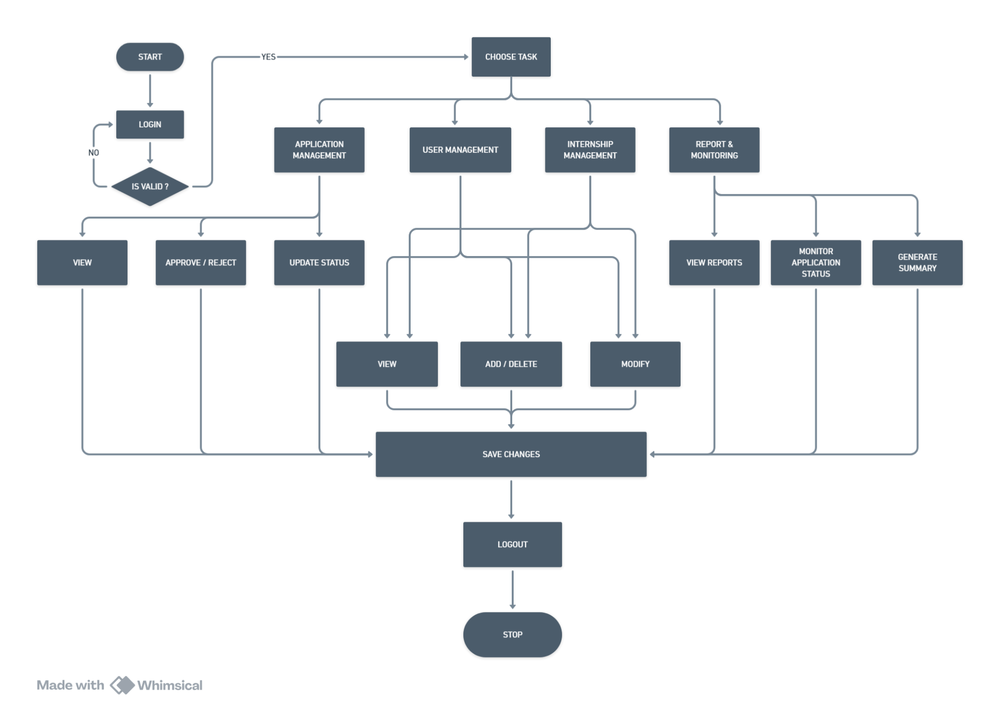 START
YES
CHOOSE TASK
LOGIN
NO
IS VALID ?
APPLICATION
MANAGEMENT
USER MANAGEMENT
INTERNSHIP
MANAGEMENT
REPORT &
MONITORING
VIEW
APPROVE / REJECT
UPDATE STATUS
VIEW REPORTS
MONITOR
APPLICATION
STATUS
GENERATE
SUMMARY
VIEW
ADD / DELETE
MODIFY
SAVE CHANGES
LOGOUT
STOP
Made with Whimsical